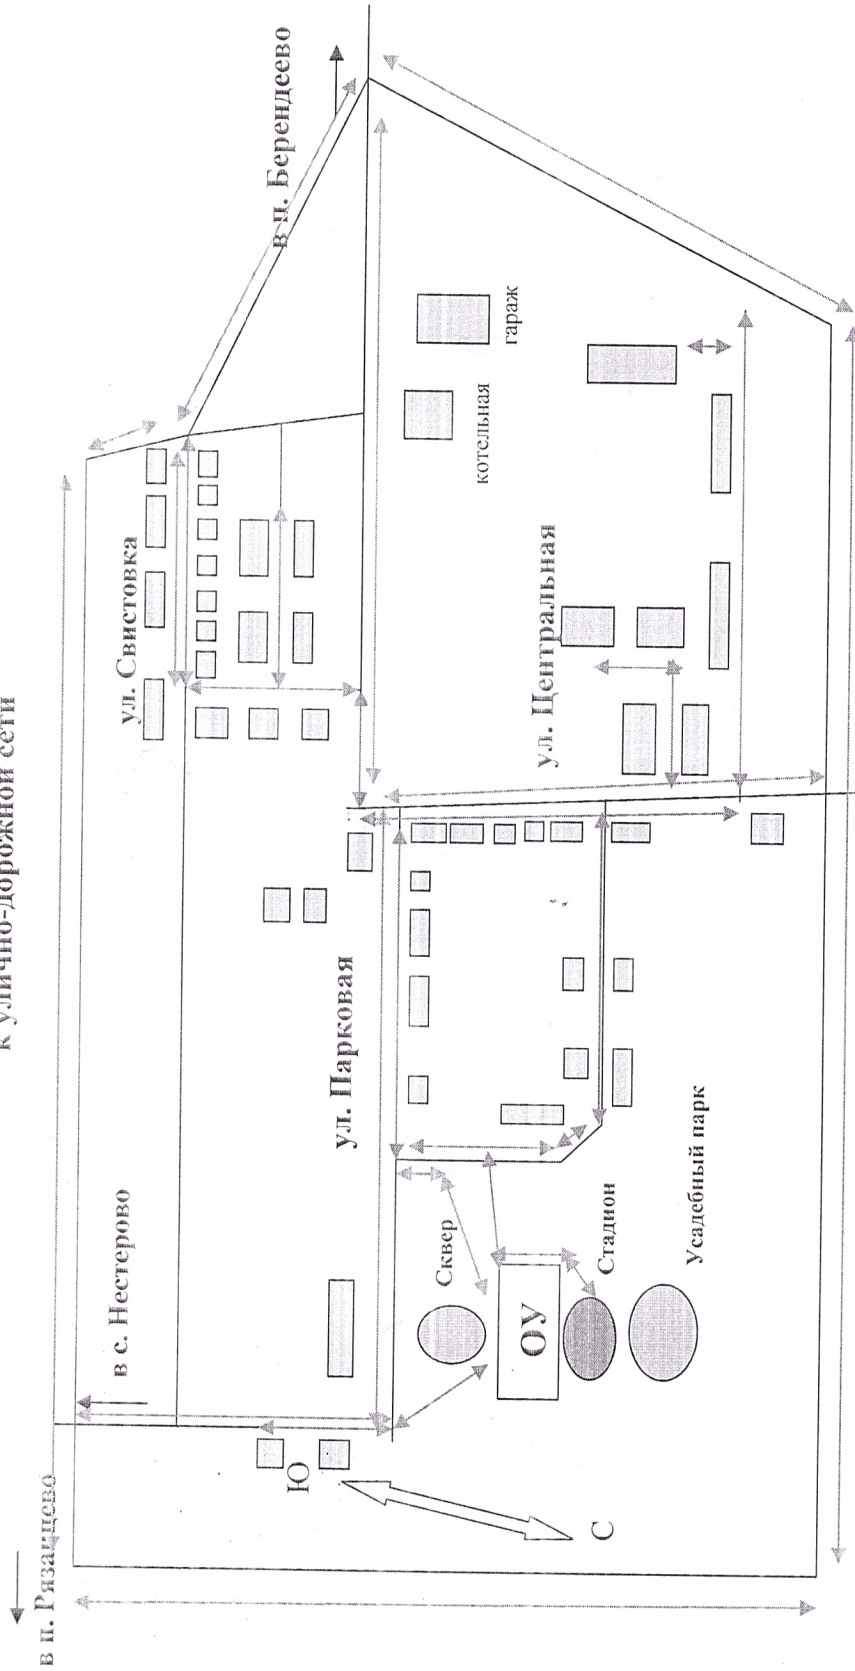 к улично-дорожной сети
в п. Рязанцево
в с. Нестерово
ул. Свистовка
в п. Берендеево
Ю
С
ул. Парковая
ул. Центральная
котельная
гараж
Сквер
ОУ
Стадион
Усадебный парк